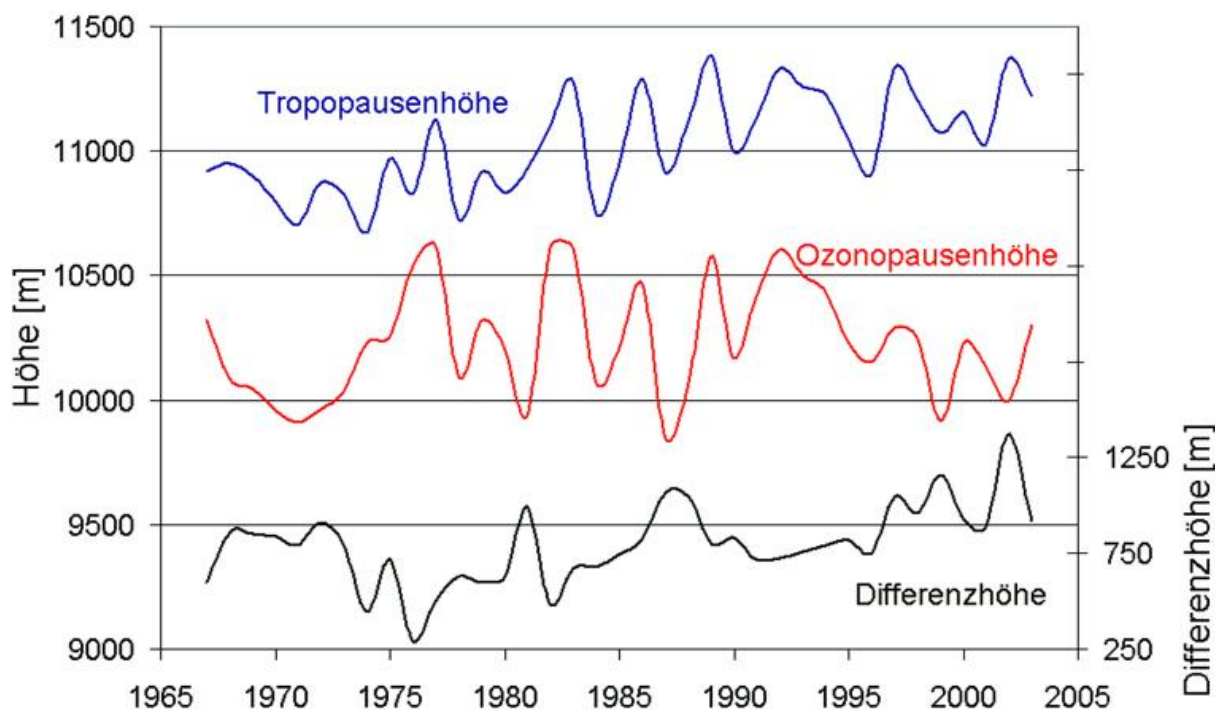 11500
11000
10500
10000
9500
9000
Höhe [m]
Tropopausenhöhe
Ozonopausenhöhe
Differenzhöhe
1250
750
250
Differenzhöhe [m]
1965 1970 1975 1980 1985 1990 1995 2000 2005